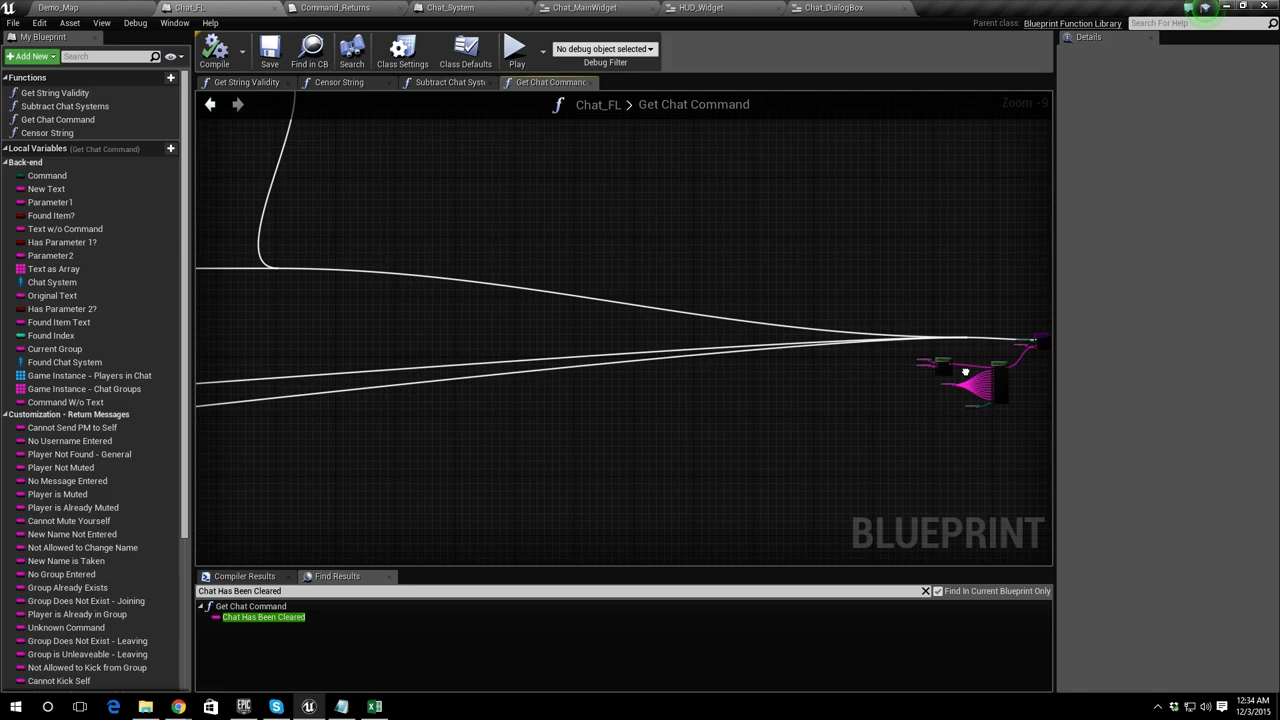 Demo_Map
Chat_FL
Command_Returns
Chat_System
Chat_MainWidget
HUD_Widget
Chat_DialogBox
File
Edit
Asset
View
Debug
Window
Help
Parent class:
Blueprint Function Library
Search For Help
My Blueprint
Add New
Search
Compile
Save
Find in CB
Search
Class Settings
Class Defaults
Play
No debug object selected
Debug Filter
Details
Get String Validity
Censor String
Subtract Chat Syst
Get Chat Command
Chat_FL > Get Chat Command
Zoom -9
Functions
Get String Validity
Subtract Chat Systems
Get Chat Command
Censor String
Local Variables (Get Chat Command)
Back-end
Command
New Text
Parameter1
Found Item?
Text w/o Command
Has Parameter 1?
Parameter2
Text as Array
Chat System
Original Text
Has Parameter 2?
Found Item Text
Found Index
Current Group
Found Chat System
Game Instance - Players in Chat
Game Instance - Chat Groups
Command W/o Text
Customization - Return Messages
Cannot Send PM to Self
No Username Entered
Player Not Found - General
Player Not Muted
No Message Entered
Player is Muted
Player is Already Muted
Cannot Mute Yourself
New Name Not Entered
Not Allowed to Change Name
New Name is Taken
No Group Entered
Group Already Exists
Group Does Not Exist - Joining
Player is Already in Group
Unknown Command
Group Does Not Exist - Leaving
Group is Unleaveable - Leaving
Not Allowed to Kick from Group
Cannot Kick Self
BLUEPRINT
Compiler Results
Find Results
Chat Has Been Cleared
Find In Current Blueprint Only
Get Chat Command
Chat Has Been Cleared
12:34 AM
12/3/2015